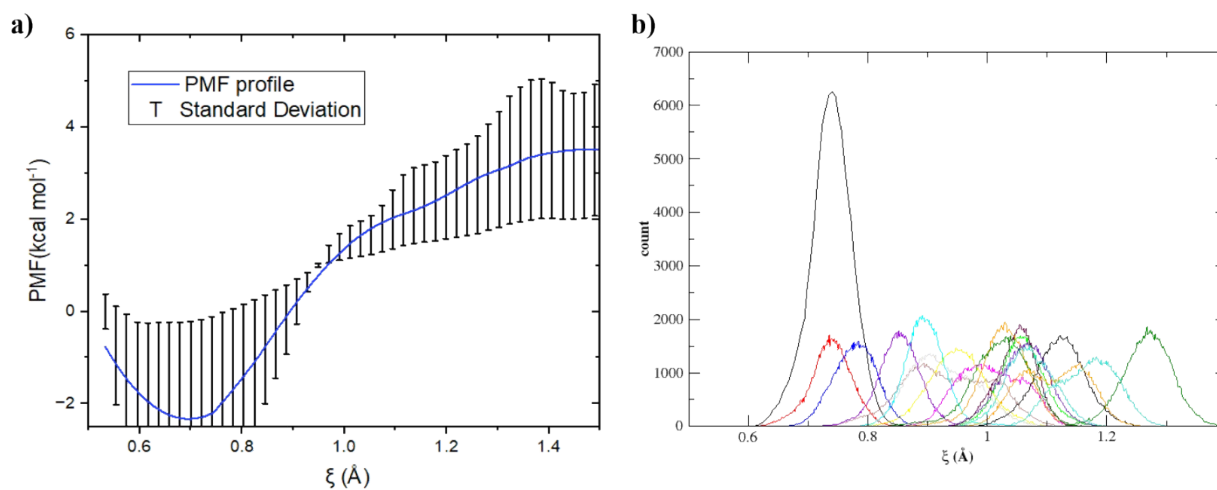 a)
6
4
2
0
−2
PMF(kcal mol⁻¹)
PMF profile
Standard Deviation
0.6 0.8 1.0 1.2 1.4
ξ (Å)
b)
7000
6000
5000
4000
3000
2000
1000
0
count
0.6 0.8 1 1.2
ξ (Å)